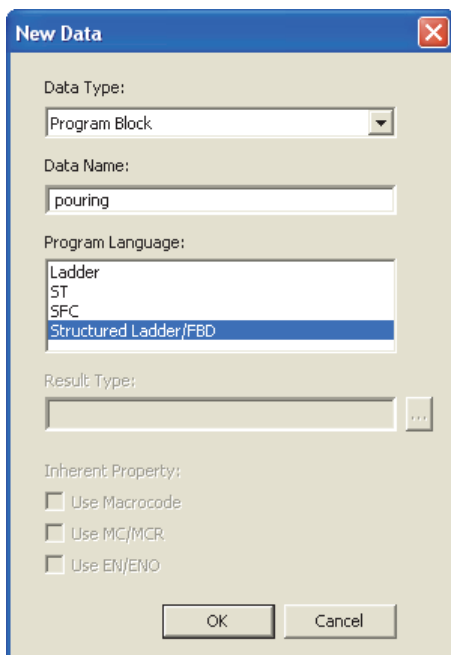 New Data
Data Type:
Program Block
Data Name:
pouring
Program Language:
Ladder
ST
SFC
Structured Ladder/FBD
Result Type:
...
Inherent Property:
Use Macrocode
Use MC/MCR
Use EN/ENO
OK Cancel